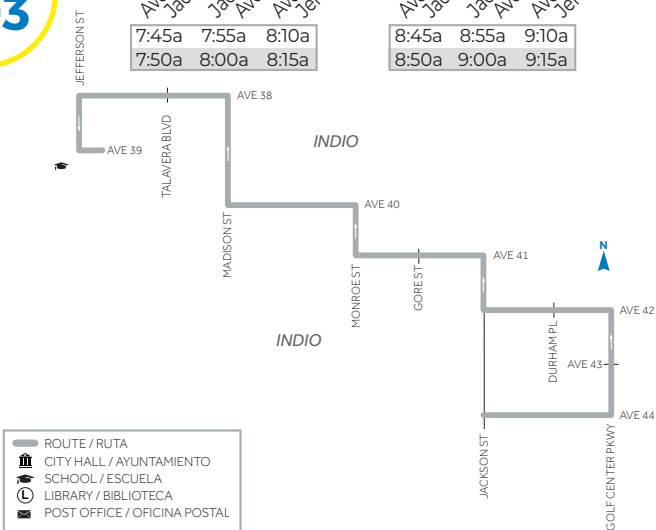 7:45a 7:55a 8:10a
7:50a 8:00a 8:15a
8:45a 8:55a 9:10a
8:50a 9:00a 9:15a
JEFFERSON ST
AVE 38
TALAVERA BLVD
INDIO
AVE 39
AVE 40
MADISON ST
AVE 41
N
MONROE ST
GORE ST
AVE 42
INDIO
DURHAM PL
AVE 43
AVE 44
JACKSON ST
GOLF CENTER PKWY
ROUTE / RUTA
CITY HALL / AYUNTAMIENTO
SCHOOL / ESCUELA
L LIBRARY / BIBLIOTECA
POST OFFICE / OFICINA POSTAL